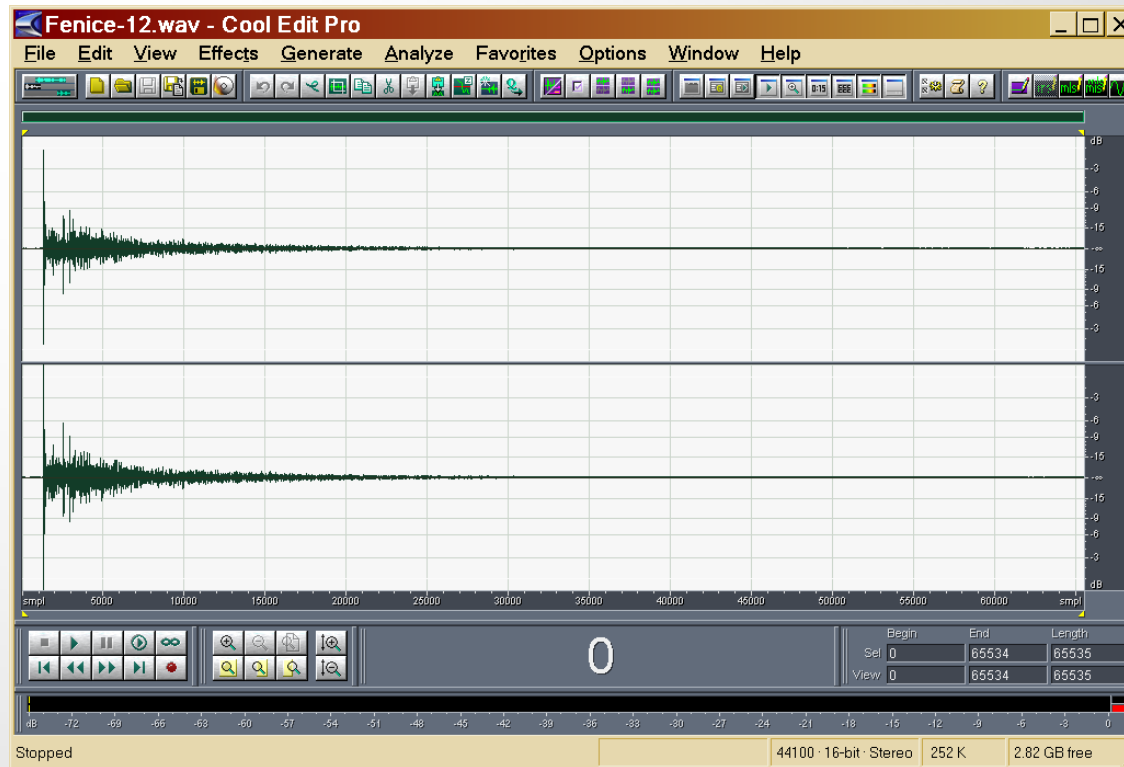 Fenice-12.wav - Cool Edit Pro
File Edit View Effects Generate Analyze Favorites Options Window Help
dB
-3
-6
-9
-15
-∞
-15
-9
-6
-3
-3
-6
-9
-15
-∞
-15
-9
-6
-3
dB
smpl 5000 10000 15000 20000 25000 30000 35000 40000 45000 50000 55000 60000 smpl
0
Begin End Length
Sel 0 65534 65535
View 0 65534 65535
dB -72 -69 -66 -63 -60 -57 -54 -51 -48 -45 -42 -39 -36 -33 -30 -27 -24 -21 -18 -15 -12 -9 -6 -3 0
Stopped 44100 · 16-bit · Stereo 252 K 2.82 GB free